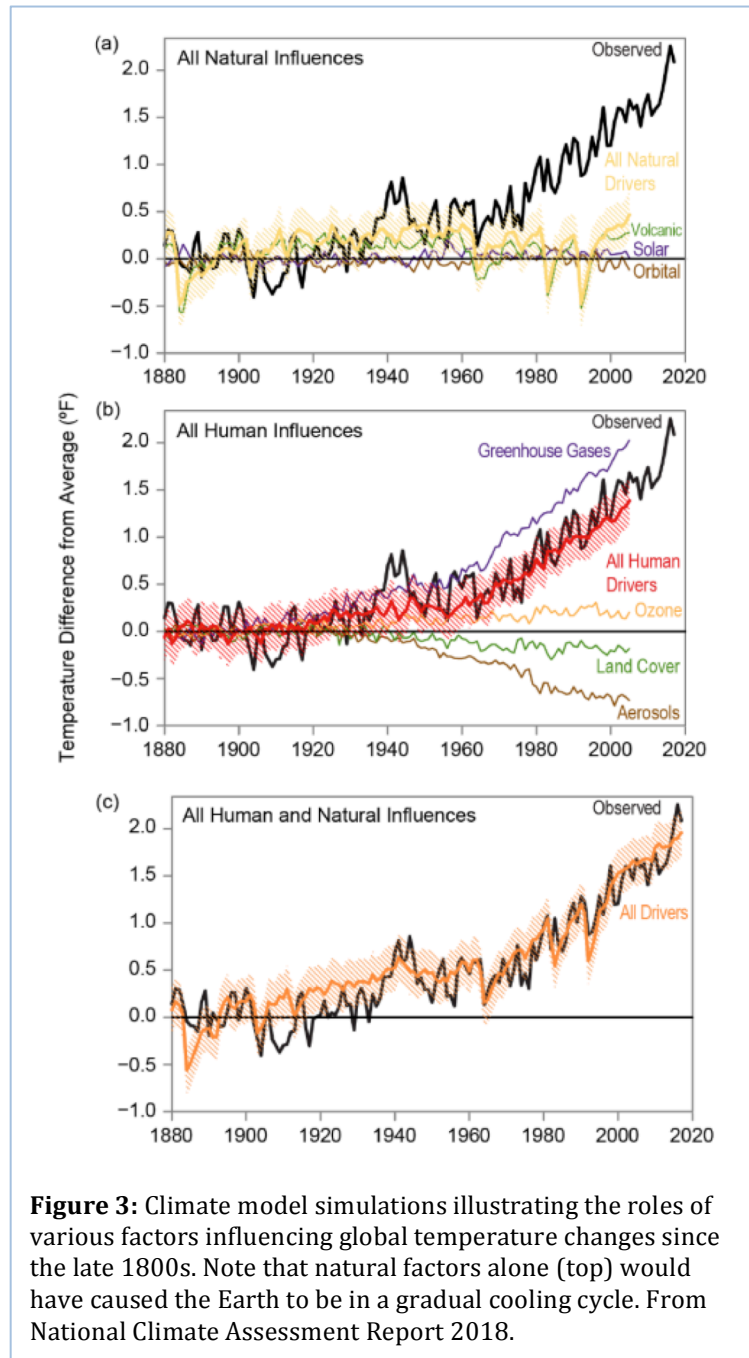 (a)
All Natural Influences
Observed
2.0
1.5
All Natural
Drivers
1.0
0.5
Volcanic
Solar
0.0
Orbital
−0.5
−1.0
1880 1900 1920 1940 1960 1980 2000 2020
Temperature Difference from Average (ºF)
(b)
All Human Influences
Observed
2.0
Greenhouse Gases
1.5
1.0
All Human
Drivers
0.5
Ozone
0.0
Land Cover
−0.5
Aerosols
−1.0
1880 1900 1920 1940 1960 1980 2000 2020
(c)
All Human and Natural Influences
Observed
2.0
1.5
All Drivers
1.0
0.5
0.0
−0.5
−1.0
1880 1900 1920 1940 1960 1980 2000 2020
Figure 3: Climate model simulations illustrating the roles of
various factors influencing global temperature changes since
the late 1800s. Note that natural factors alone (top) would
have caused the Earth to be in a gradual cooling cycle. From
National Climate Assessment Report 2018.